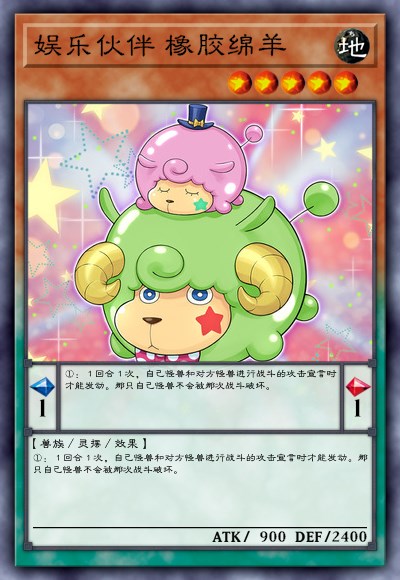 娱乐伙伴 橡胶绵羊
地
①：1回合1次，自己怪兽和对方怪兽进行战斗的攻击宣言时
才能发动。那只自己怪兽不会被那次战斗破坏。
1
1
【兽族／灵摆／效果】
①：1回合1次，自己怪兽和对方怪兽进行战斗的攻击宣言时才能发动。那
只自己怪兽不会被那次战斗破坏。
ATK/ 900 DEF/2400